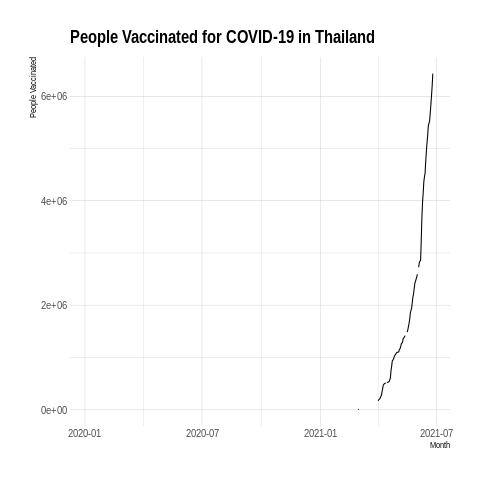 People Vaccinated for COVID-19 in Thailand
People Vaccinated
6e+06
4e+06
2e+06
0e+00
2020-01 2020-07 2021-01 2021-07
Month